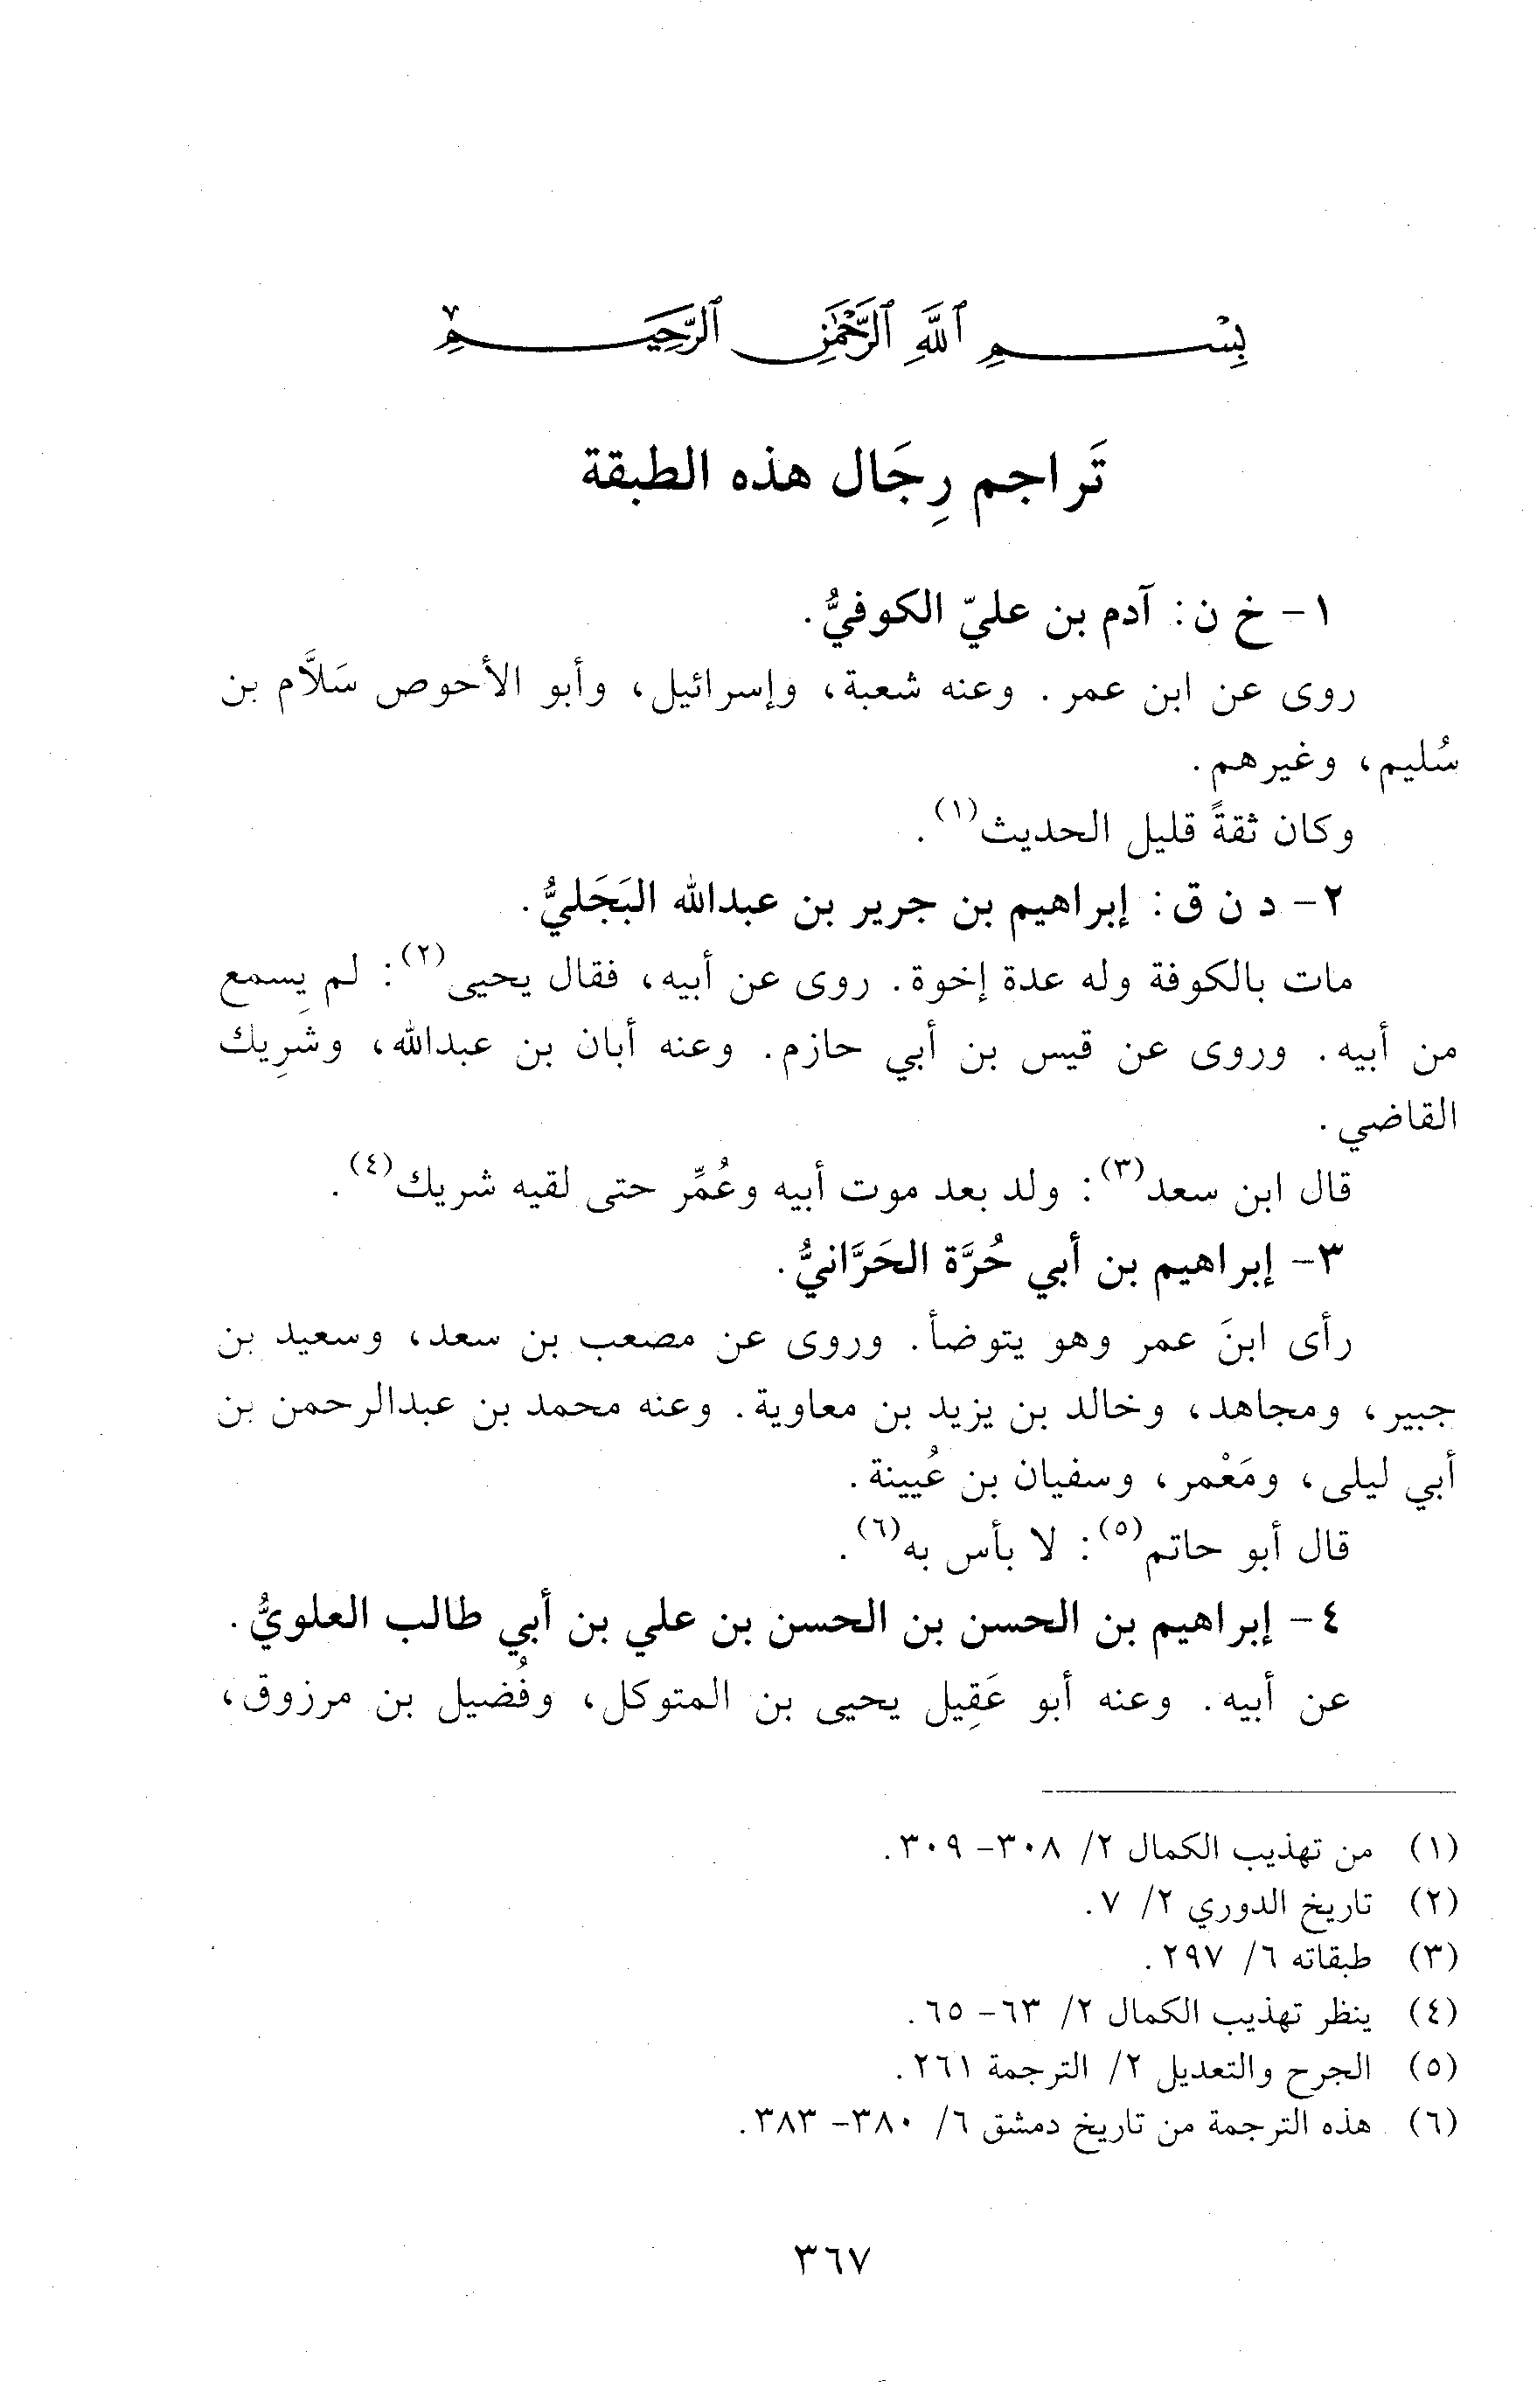 بِسْمِ ٱللَّهِ ٱلرَّحْمَٰنِ ٱلرَّحِيمِ
تَراجم رِجَال هذه الطبقة
١- خ ن: آدم بن عليّ الكوفيُّ.
روى عن ابن عمر. وعنه شعبة، وإسرائيل، وأبو الأحوص سَلاَّم بن
سُليم، وغيرهم.
وكان ثقةً قليل الحديث(١).
٢- د ن ق: إبراهيم بن جرير بن عبدالله البَجَليُّ.
مات بالكوفة وله عدة إخوة. روى عن أبيه، فقال يحيى(٢): لم يسمع
من أبيه. وروى عن قيس بن أبي حازم. وعنه أبان بن عبدالله، وشرِيك
القاضي.
قال ابن سعد(٣): ولد بعد موت أبيه وعُمِّر حتى لقيه شريك(٤).
٣- إبراهيم بن أبي حُرَّة الحَرَّانيُّ.
رأى ابنَ عمر وهو يتوضأ. وروى عن مصعب بن سعد، وسعيد بن
جبير، ومجاهد، وخالد بن يزيد بن معاوية. وعنه محمد بن عبدالرحمن بن
أبي ليلى، ومَعْمر، وسفيان بن عُيينة.
قال أبو حاتم(٥): لا بأس به(٦).
٤- إبراهيم بن الحسن بن الحسن بن علي بن أبي طالب العلويُّ.
عن أبيه. وعنه أبو عَقِيل يحيى بن المتوكل، وفُضيل بن مرزوق،
(١) من تهذيب الكمال ٢/ ٣٠٨- ٣٠٩.
(٢) تاريخ الدوري ٢/ ٧.
(٣) طبقاته ٦/ ٢٩٧.
(٤) ينظر تهذيب الكمال ٢/ ٦٣- ٦٥.
(٥) الجرح والتعديل ٢/ الترجمة ٢٦١.
(٦) هذه الترجمة من تاريخ دمشق ٦/ ٣٨٠- ٣٨٣.
٣٦٧